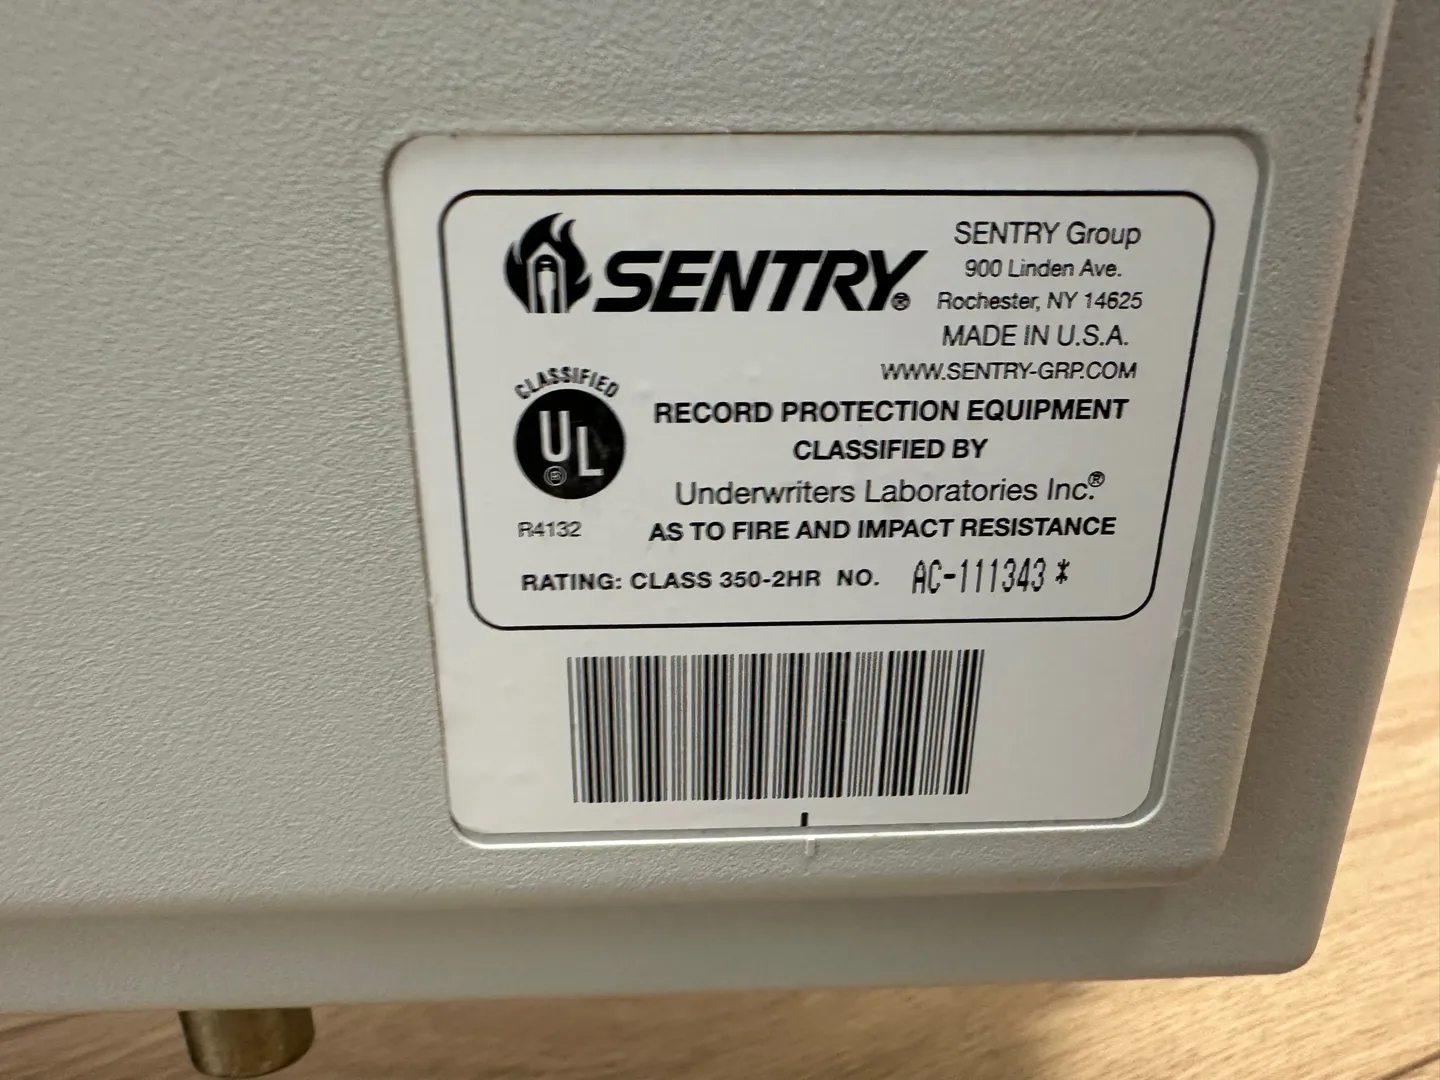 SENTRY®
SENTRY Group
900 Linden Ave.
Rochester, NY 14625
MADE IN U.S.A.
WWW.SENTRY-GRP.COM
CLASSIFIED
UL®
R4132
RECORD PROTECTION EQUIPMENT
CLASSIFIED BY
Underwriters Laboratories Inc.®
AS TO FIRE AND IMPACT RESISTANCE
RATING: CLASS 350-2HR NO. AC-111343*